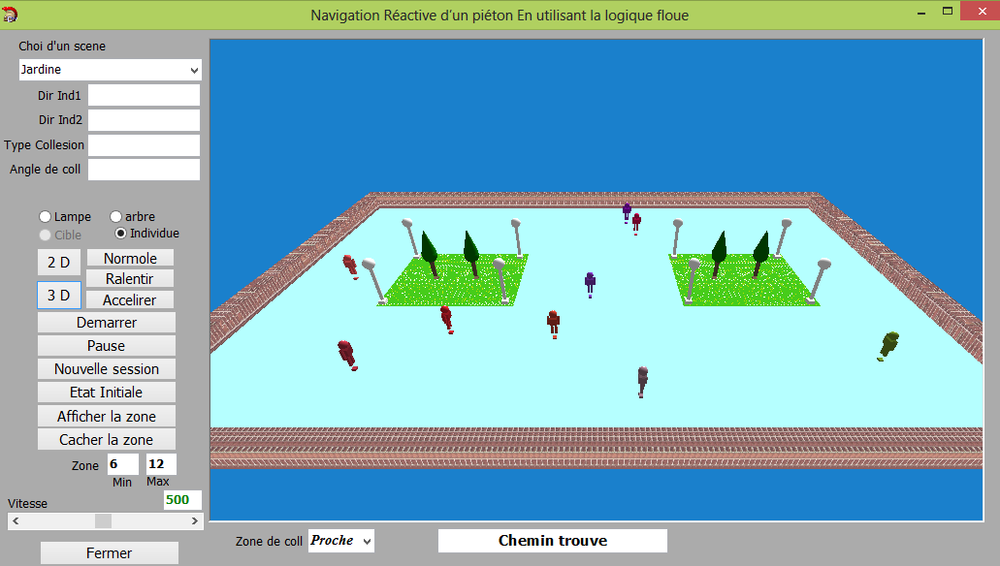 Navigation Réactive d'un piéton En utilisant la logique floue
Choi d'un scene
Jardine
Dir Ind1
Dir Ind2
Type Collesion
Angle de coll
Lampe arbre
Cible Individue
2 D Normole
Ralentir
3 D Accelirer
Demarrer
Pause
Nouvelle session
Etat Initiale
Afficher la zone
Cacher la zone
Zone 6 12
Min Max
Vitesse 500
Fermer
Zone de coll Proche Chemin trouve